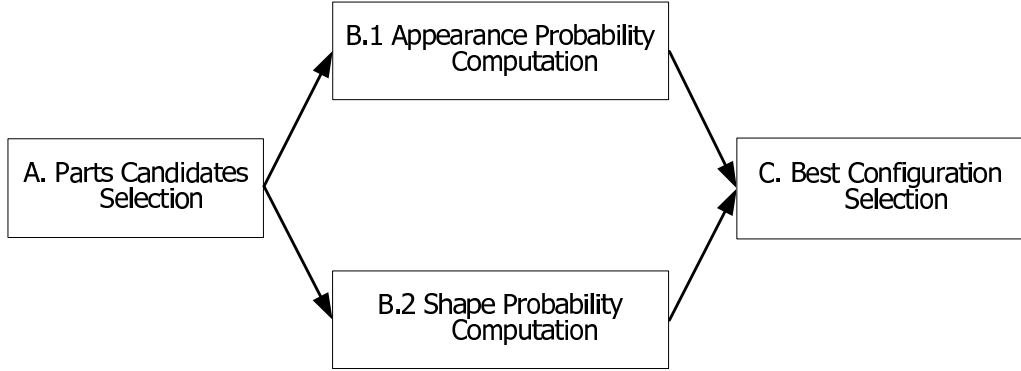 B.1 Appearance Probability
Computation
A. Parts Candidates
Selection
C. Best Configuration
Selection
B.2 Shape Probability
Computation